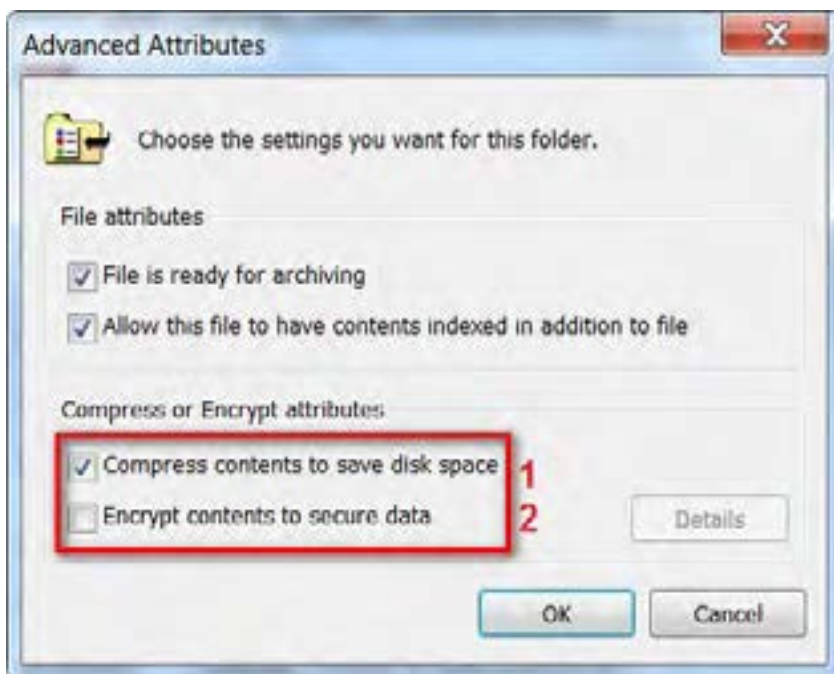 Advanced Attributes
Choose the settings you want for this folder.
File attributes
File is ready for archiving
Allow this file to have contents indexed in addition to file
Compress or Encrypt attributes
Compress contents to save disk space 1
Encrypt contents to secure data 2
Details
OK Cancel